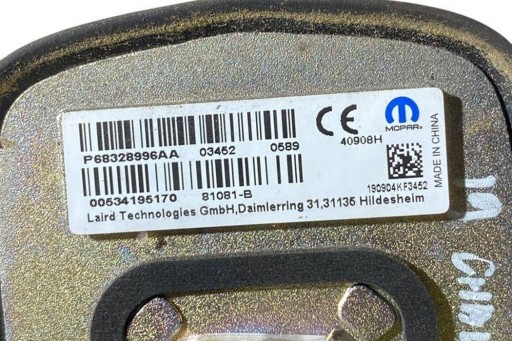 P68328996AA 03452 0589
00534195170 81081-B
Laird Technologies GmbH,Daimlerring 31,31135 Hildesheim
CE
40908H
MOPAR
190904KF3452
MADE IN CHINA